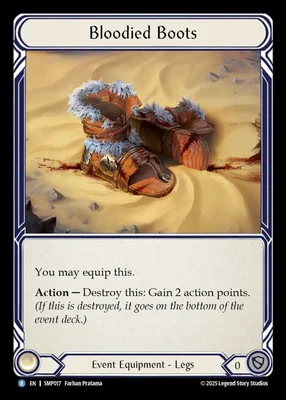 Bloodied Boots
You may equip this.
Action — Destroy this: Gain 2 action points.
(If this is destroyed, it goes on the bottom of the
event deck.)
Event Equipment - Legs
0
R EN | SMP017 Farhan Pratama
© 2025 Legend Story Studios